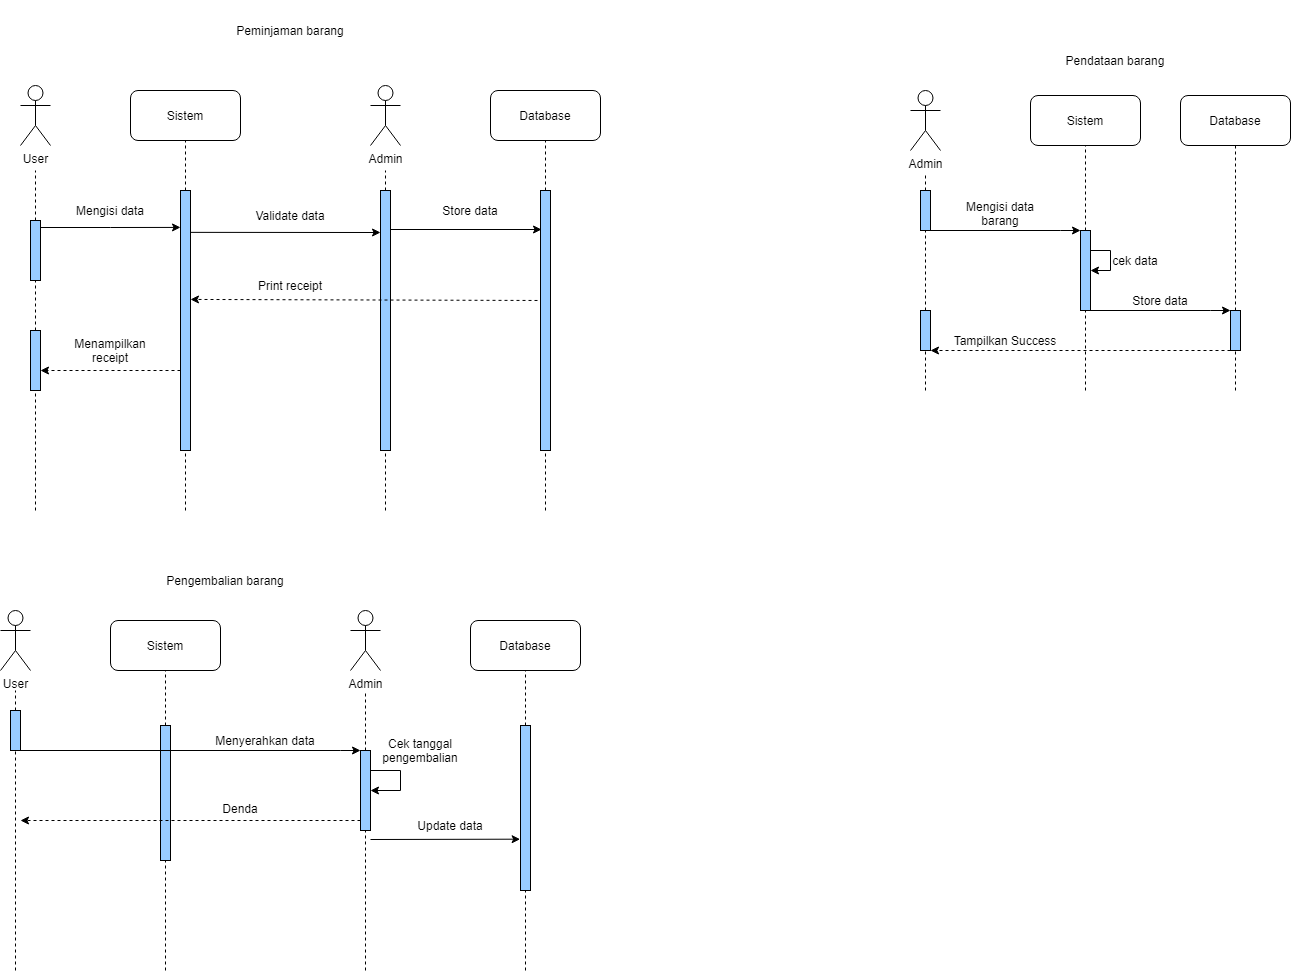 Peminjaman barang
User
Sistem
Admin
Database
Mengisi data
Validate data
Store data
Print receipt
Menampilkan
receipt
Pendataan barang
Admin
Sistem
Database
Mengisi data
barang
cek data
Store data
Tampilkan Success
Pengembalian barang
User
Sistem
Admin
Database
Menyerahkan data
Cek tanggal
pengembalian
Denda
Update data